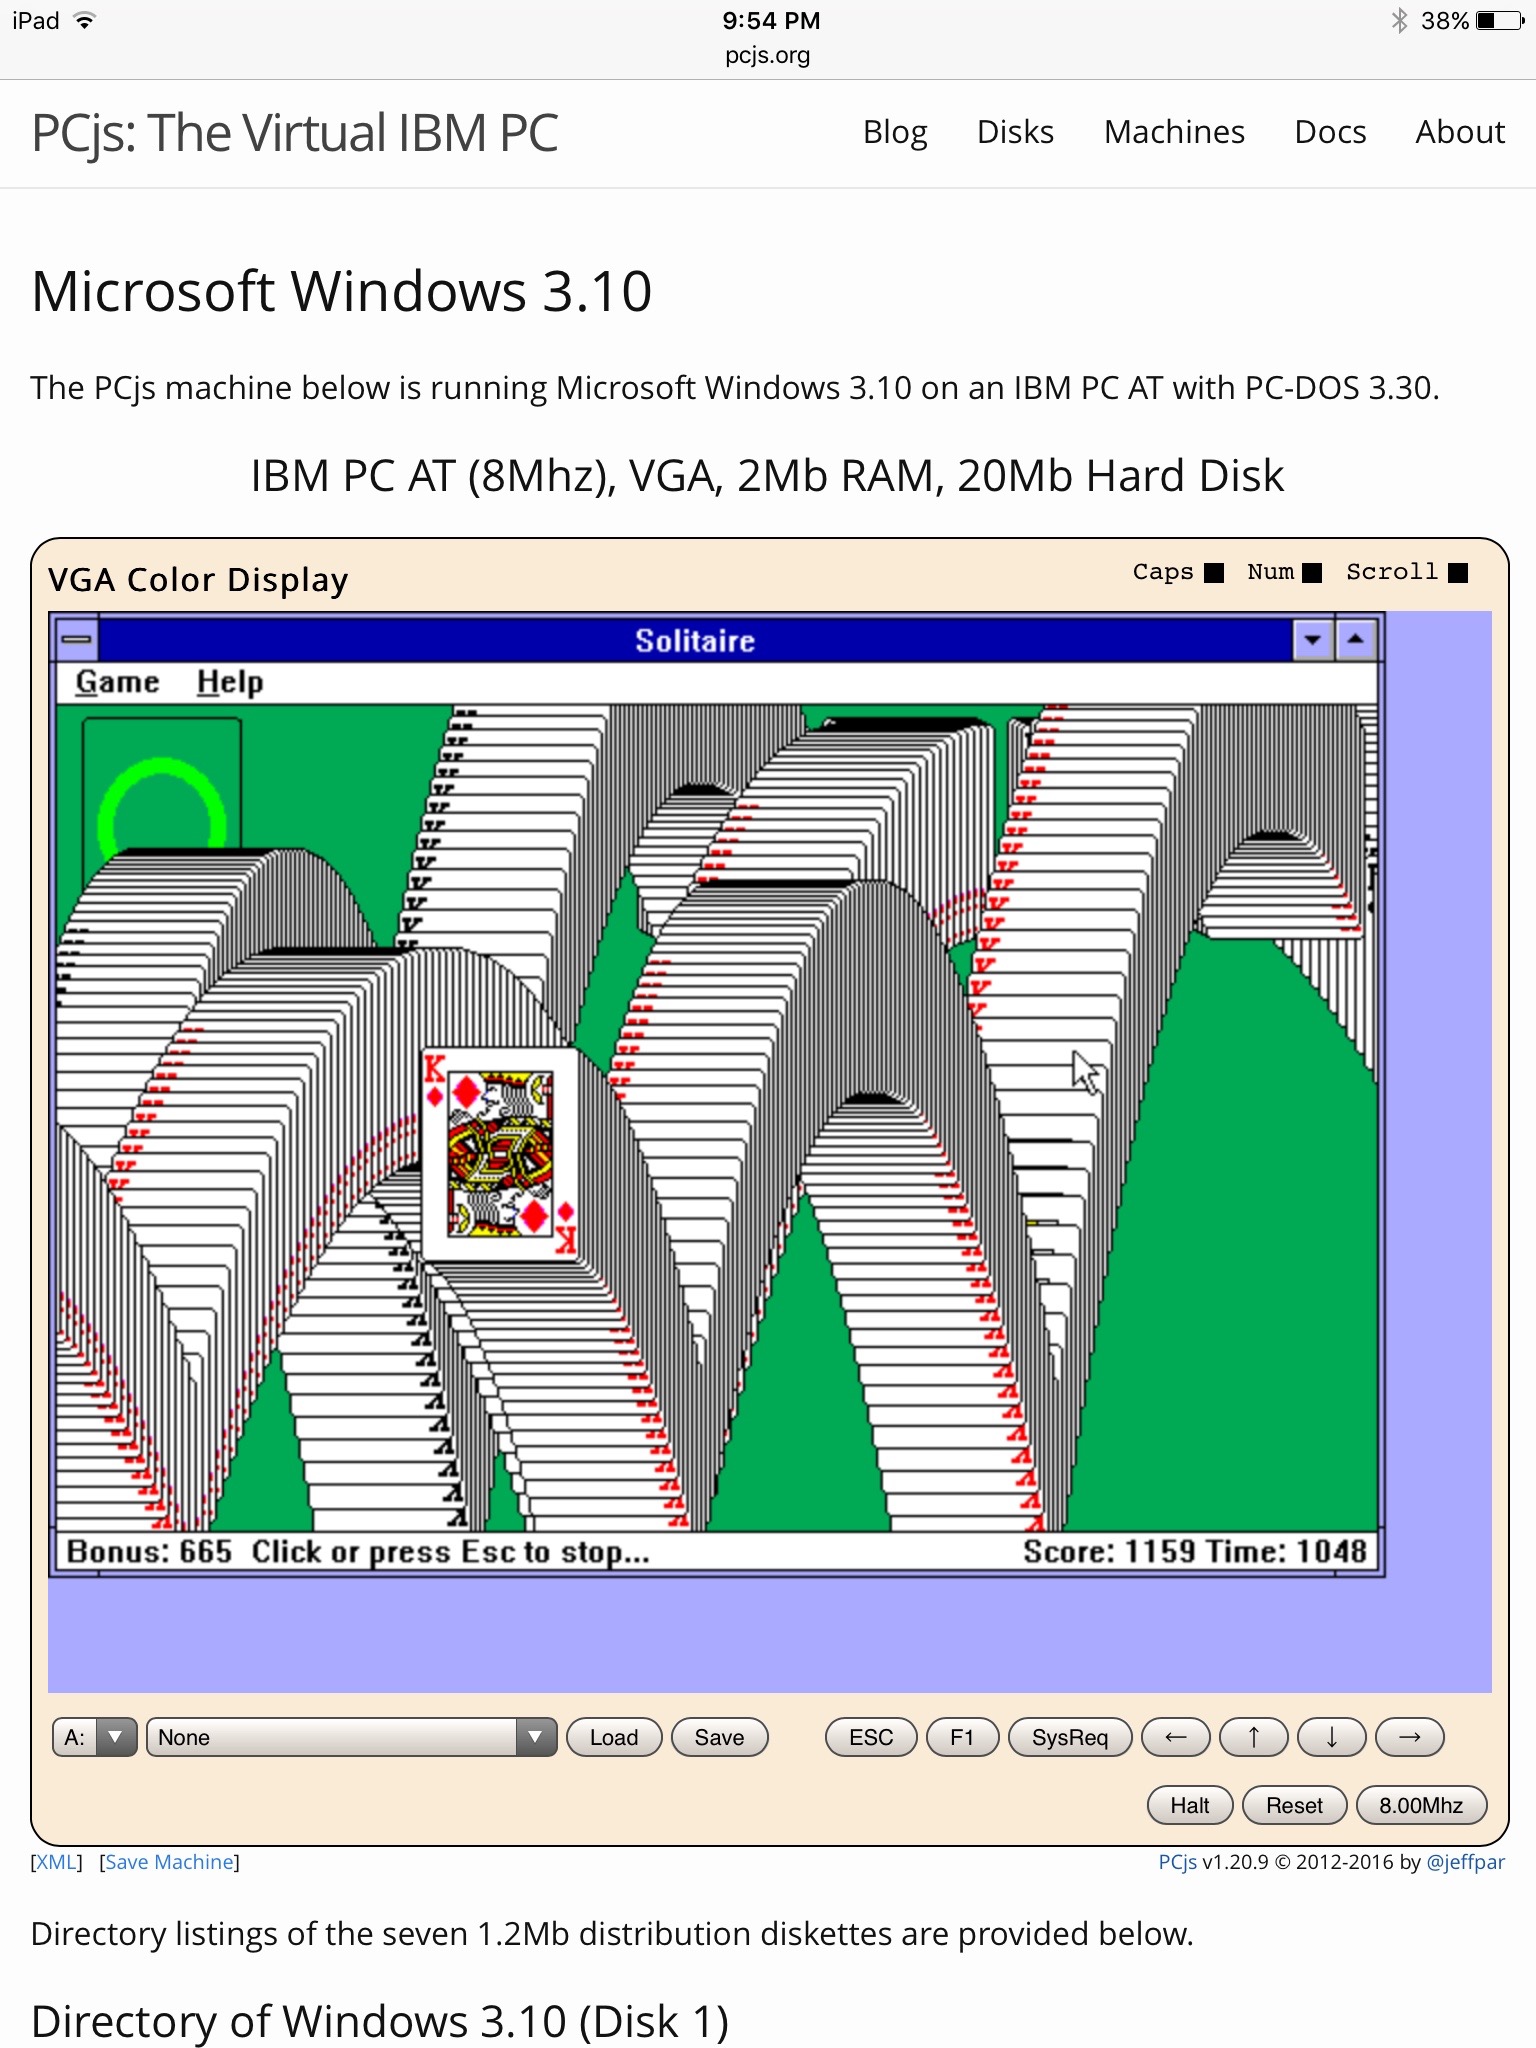 iPad 9:54 PM 38%
pcjs.org
PCjs: The Virtual IBM PC Blog Disks Machines Docs About
Microsoft Windows 3.10
The PCjs machine below is running Microsoft Windows 3.10 on an IBM PC AT with PC-DOS 3.30.
IBM PC AT (8Mhz), VGA, 2Mb RAM, 20Mb Hard Disk
VGA Color Display Caps Num Scroll
Solitaire
Game Help
K
K
Bonus: 665 Click or press Esc to stop... Score: 1159 Time: 1048
A: None Load Save ESC F1 SysReq ← ↑ ↓ →
Halt Reset 8.00Mhz
[XML] [Save Machine] PCjs v1.20.9 © 2012-2016 by @jeffpar
Directory listings of the seven 1.2Mb distribution diskettes are provided below.
Directory of Windows 3.10 (Disk 1)